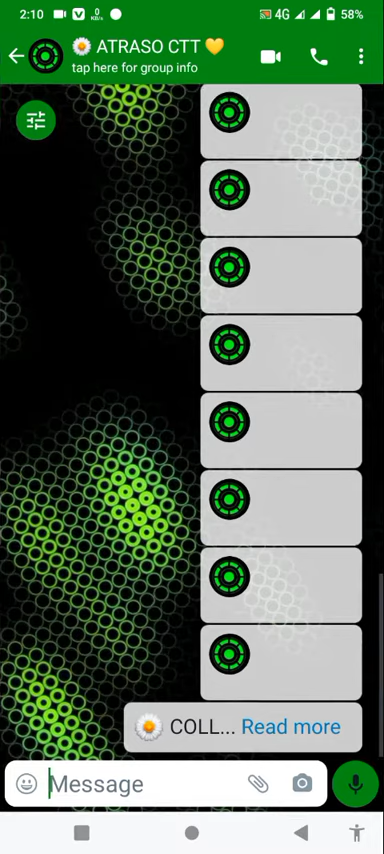 2:10 V 0 KB/s 4G 58%
🌼 ATRASO CTT 💛
tap here for group info
🌼 COLL... Read more
Message